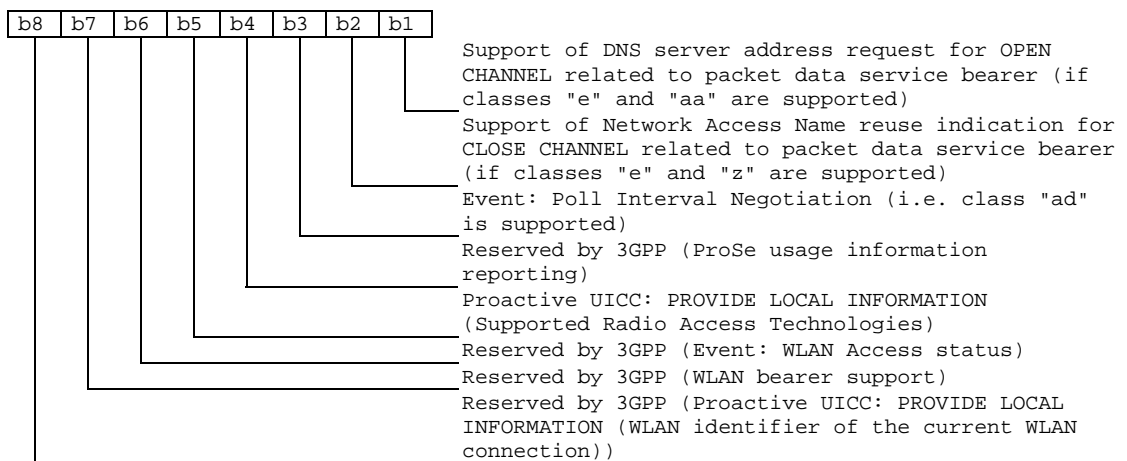 b8 b7 b6 b5 b4 b3 b2 b1
Support of DNS server address request for OPEN
CHANNEL related to packet data service bearer (if
classes "e" and "aa" are supported)
Support of Network Access Name reuse indication for
CLOSE CHANNEL related to packet data service bearer
(if classes "e" and "z" are supported)
Event: Poll Interval Negotiation (i.e. class "ad"
is supported)
Reserved by 3GPP (ProSe usage information
reporting)
Proactive UICC: PROVIDE LOCAL INFORMATION
(Supported Radio Access Technologies)
Reserved by 3GPP (Event: WLAN Access status)
Reserved by 3GPP (WLAN bearer support)
Reserved by 3GPP (Proactive UICC: PROVIDE LOCAL
INFORMATION (WLAN identifier of the current WLAN
connection))